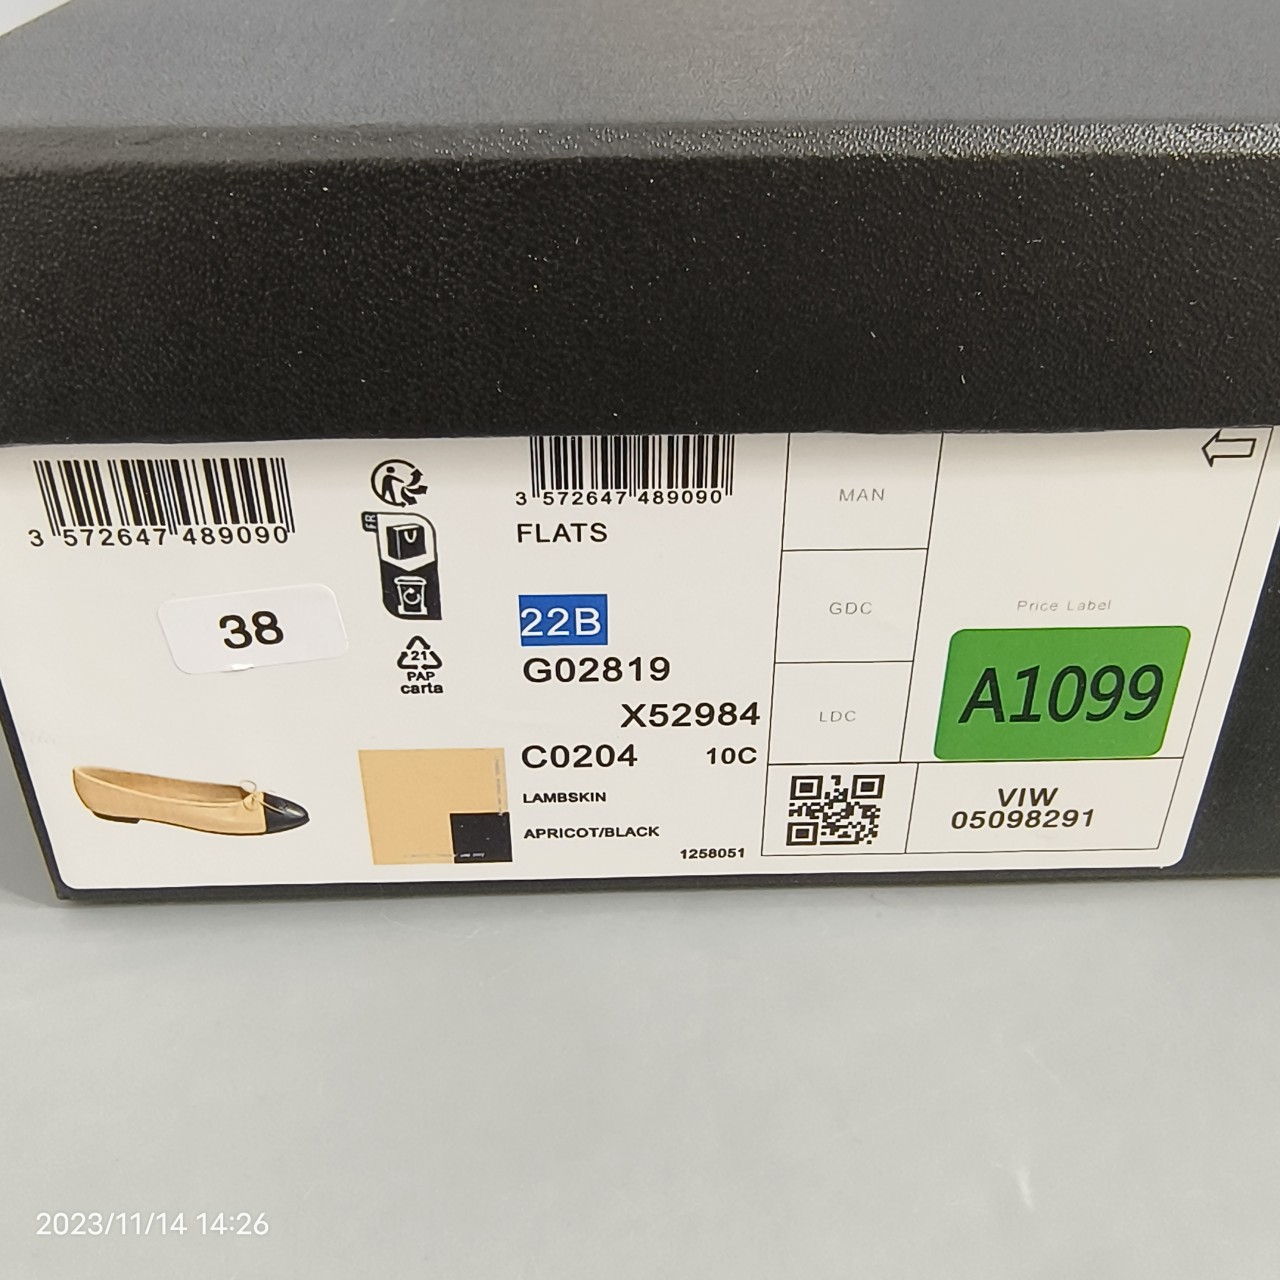 3 572647 489090
38
FR
21
PAP
carta
3 572647 489090
FLATS
22B
G02819
X52984
C0204 10C
LAMBSKIN
APRICOT/BLACK
1258051
MAN
GDC
LDC
Price Label
A1099
VIW
05098291
2023/11/14 14:26